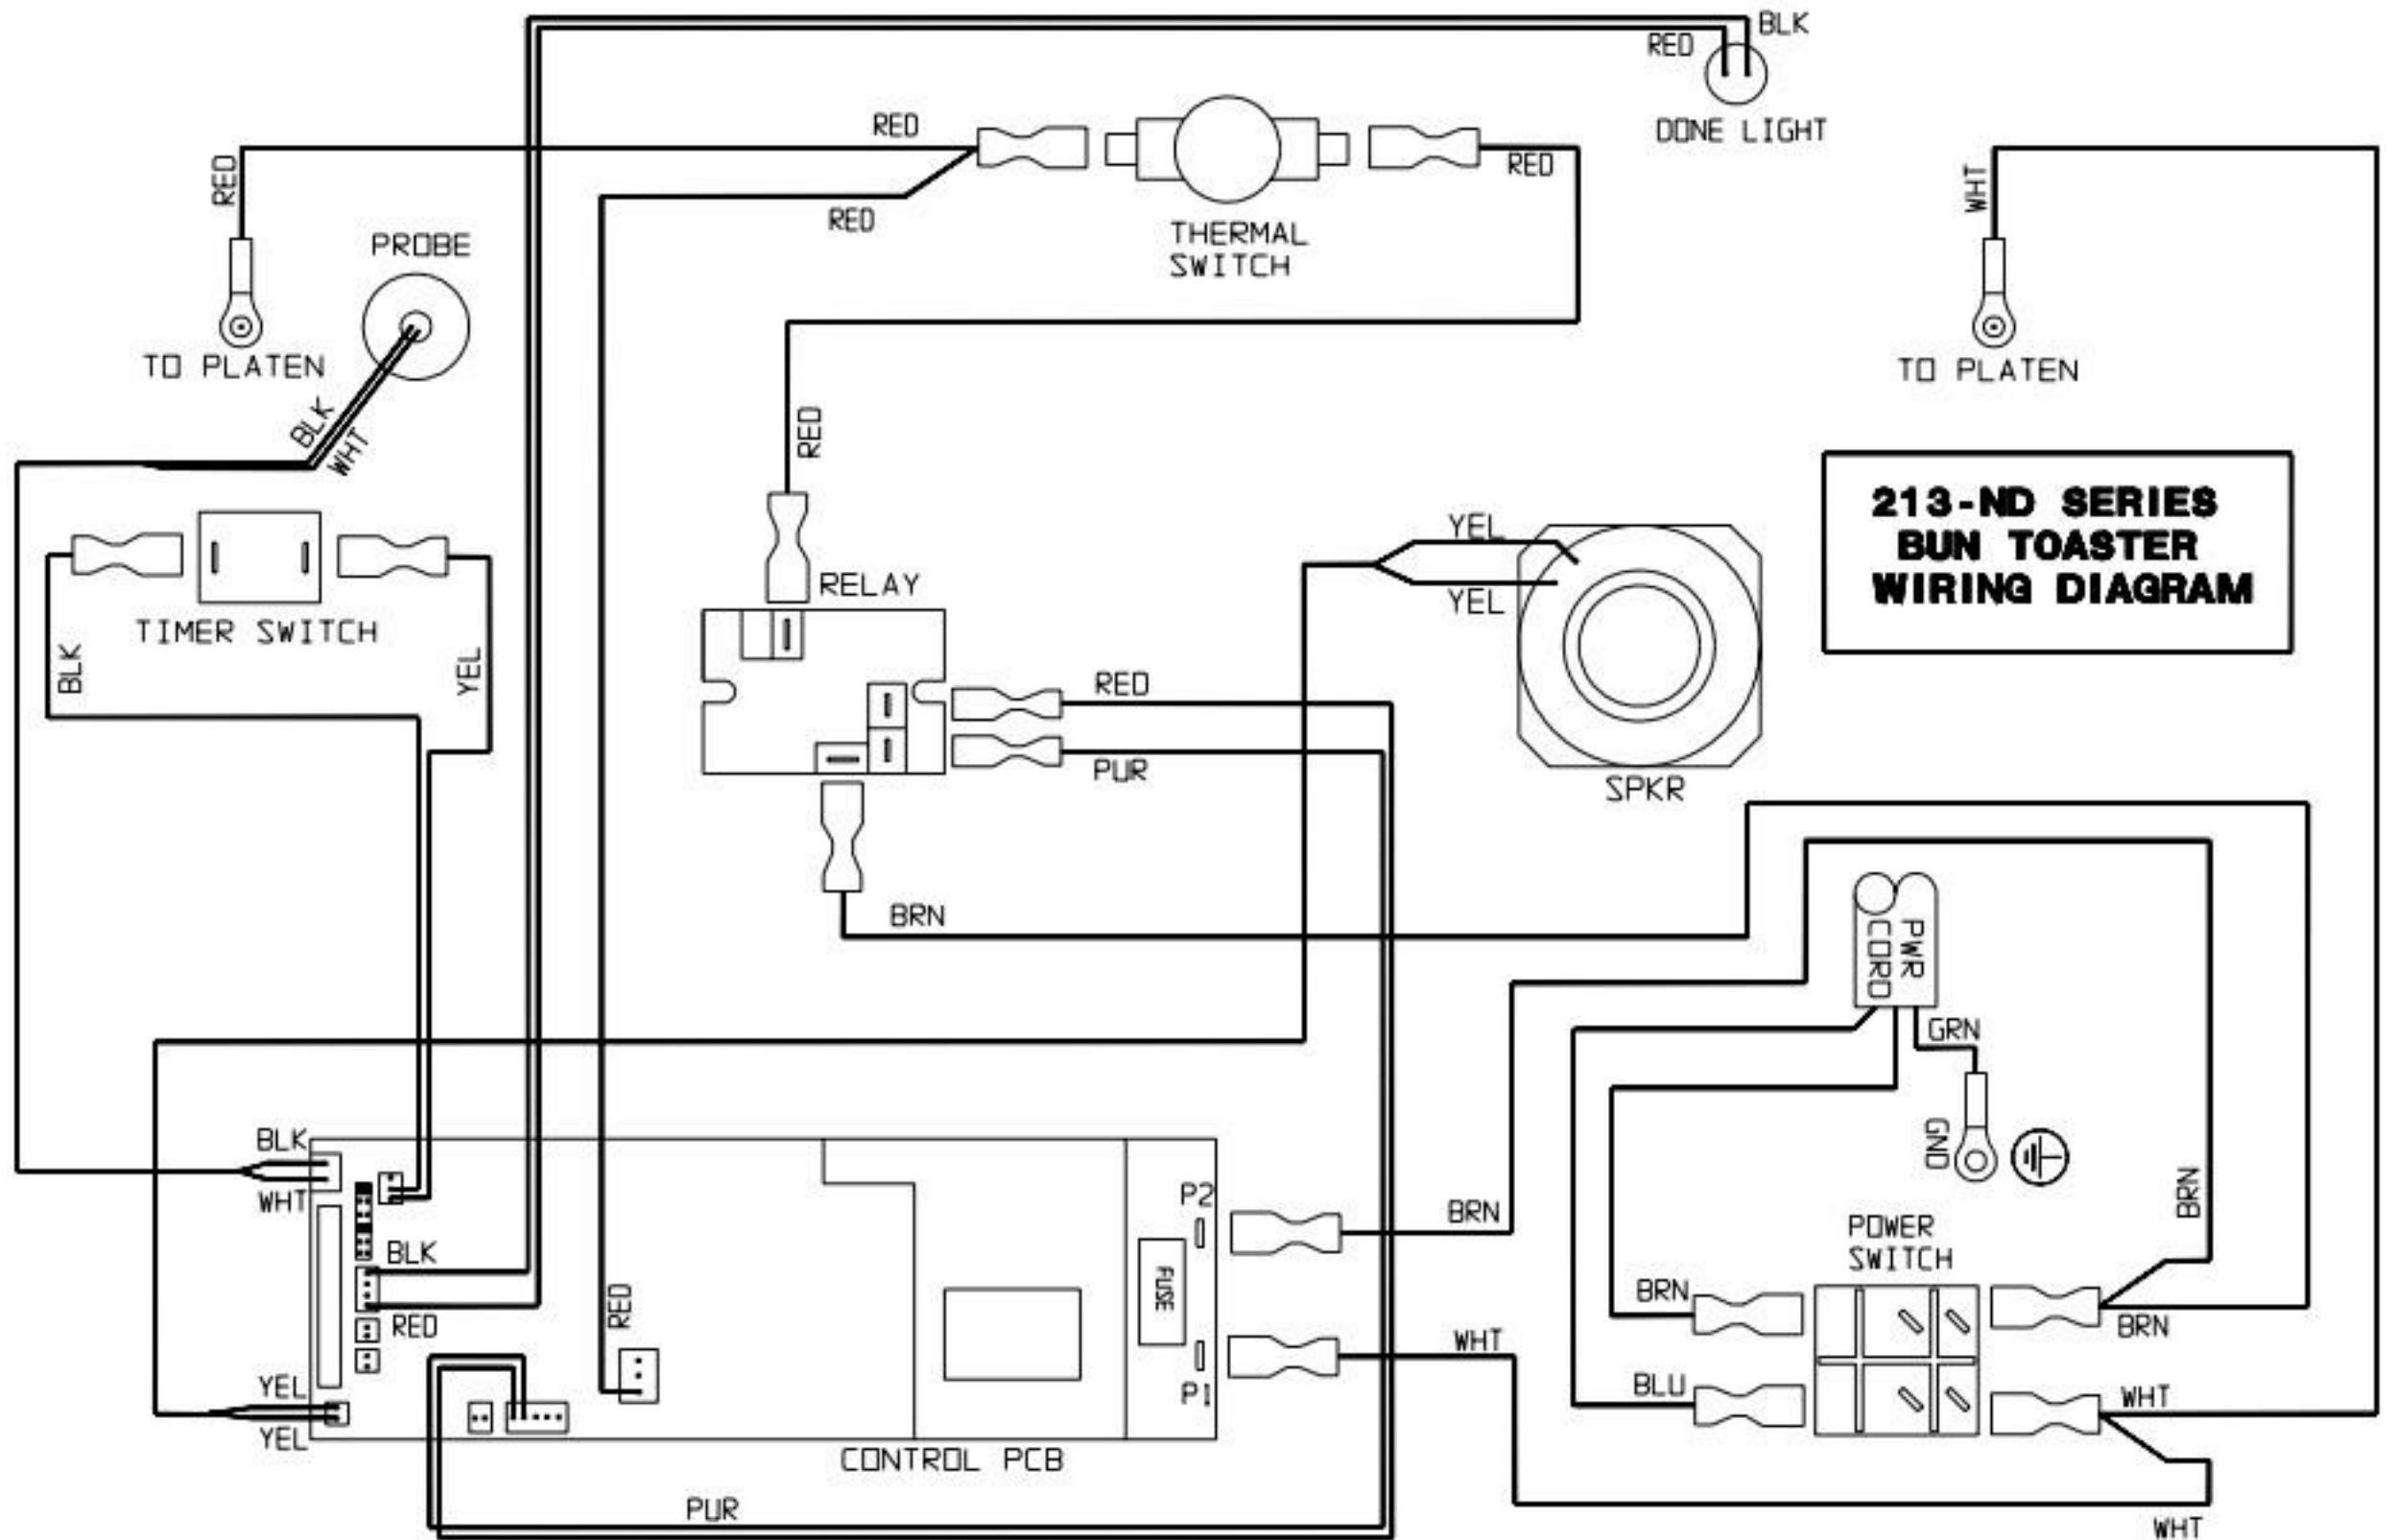 BLK
RED
DONE LIGHT
RED
RED
RED
RED
THERMAL
SWITCH
WHT
PROBE
TO PLATEN
TO PLATEN
BLK
WHT
RED
213-ND SERIES
BUN TOASTER
WIRING DIAGRAM
YEL
YEL
RELAY
TIMER SWITCH
BLK
YEL
RED
PUR
SPKR
BRN
PWR
CORD
GRN
GND
BLK
WHT
BLK
RED
YEL
YEL
RED
P2
FUSE
P1
BRN
WHT
CONTROL PCB
PUR
POWER
SWITCH
BRN
BRN
BRN
BLU
WHT
WHT